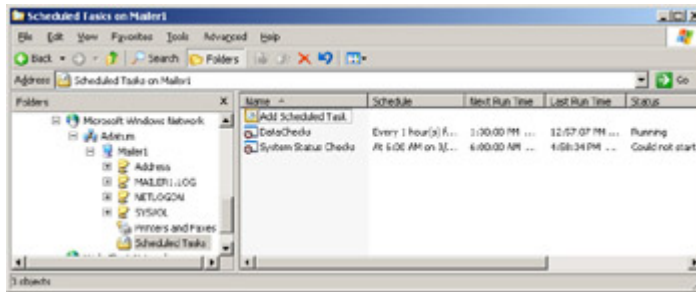 Scheduled Tasks on Mailer1
File Edit View Favorites Tools Advanced Help
Back Search Folders
Address Scheduled Tasks on Mailer1 Go
Folders X
Name Schedule Next Run Time Last Run Time Status
Microsoft Windows Network
Adatum
Mailer1
Address
MAILER1.LOG
NETLOGON
SYSVOL
Printers and Faxes
Scheduled Tasks
Add Scheduled Task
DataChecks Every 1 hour(s) f... 1:30:00 PM ... 12:57:07 PM ... Running
System Status Checks At 6:00 AM on 3/... 6:00:00 AM ... 4:58:34 PM ... Could not start
3 objects